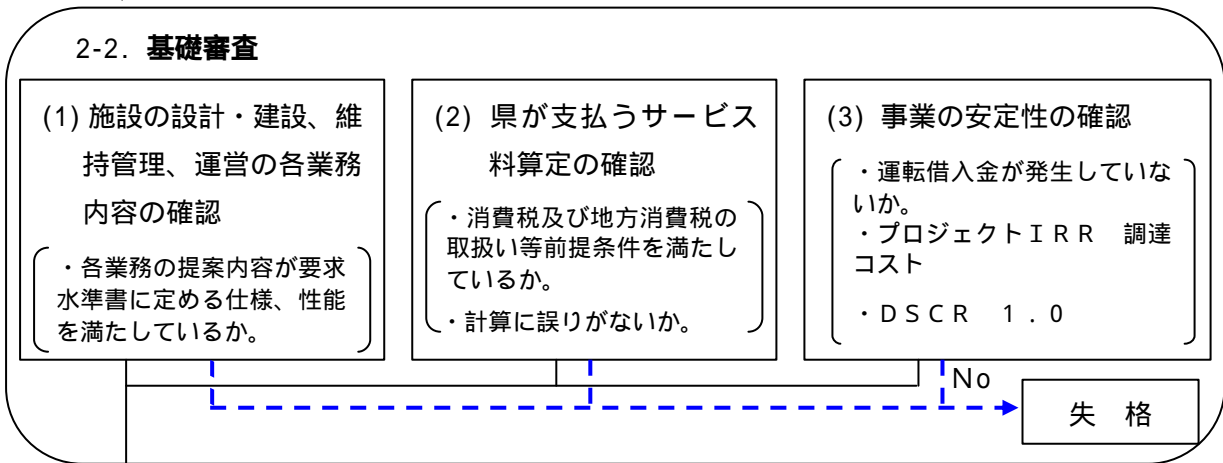 2-2. 基礎審査
(1) 施設の設計・建設、維
持管理、運営の各業務
内容の確認
・各業務の提案内容が要求
水準書に定める仕様、性能
を満たしているか。
(2) 県が支払うサービス
料算定の確認
・消費税及び地方消費税の
取扱い等前提条件を満たし
ているか。
・計算に誤りがないか。
(3) 事業の安定性の確認
・運転借入金が発生していな
いか。
・プロジェクトIRR 調達
コスト
・DSCR 1.0
No
失 格